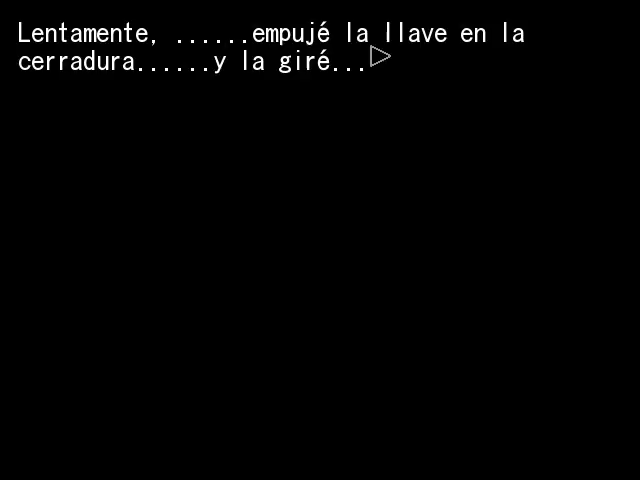 Lentamente, ......empujé la llave en la
cerradura......y la giré...